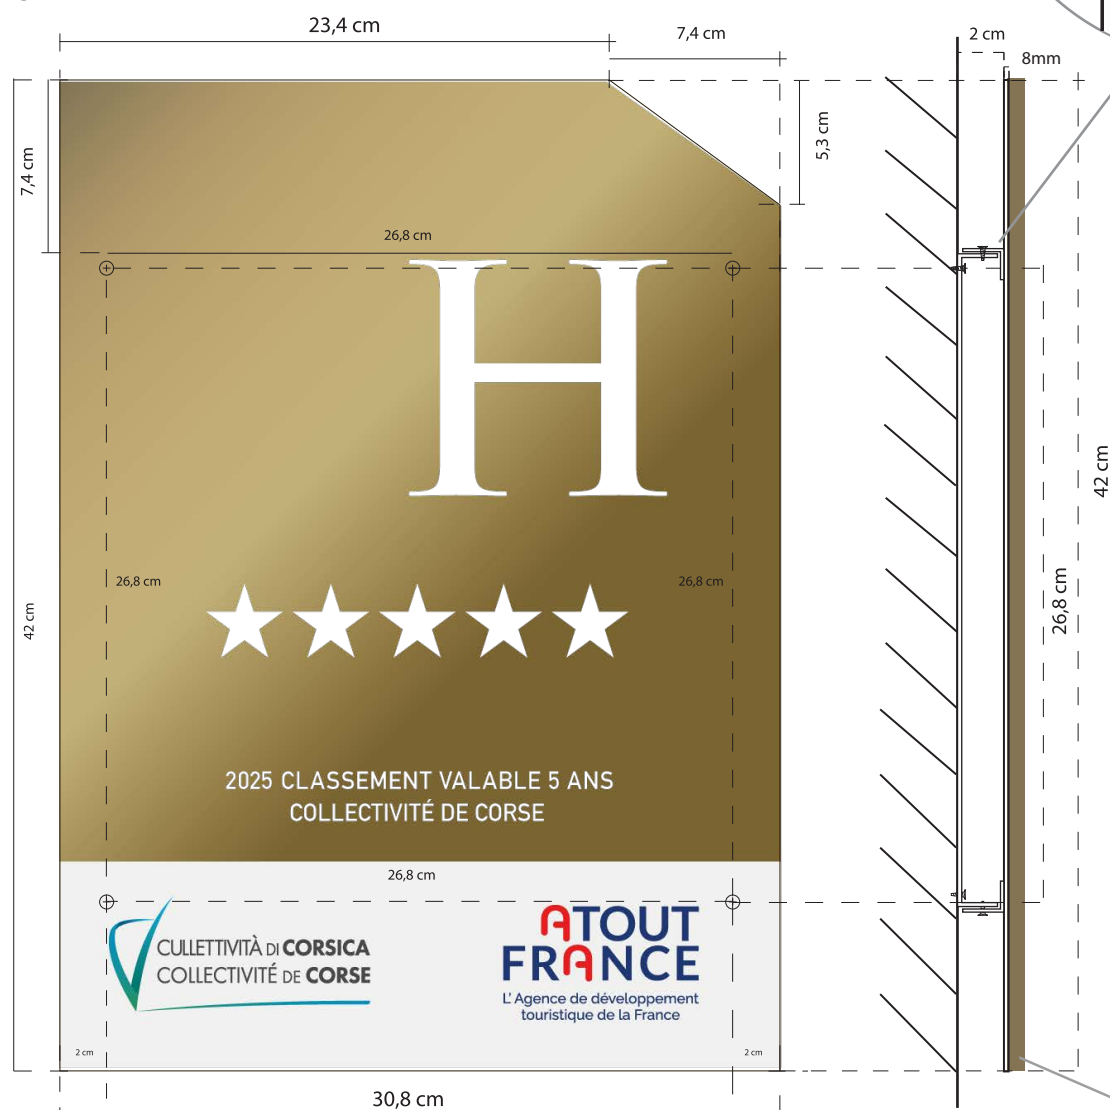 23,4 cm
7,4 cm
2 cm
8mm
7,4 cm
5,3 cm
26,8 cm
H
26,8 cm
26,8 cm
42 cm
42 cm
26,8 cm
2025 CLASSEMENT VALABLE 5 ANS
COLLECTIVITÉ DE CORSE
26,8 cm
CULLETTIVITÀ DI CORSICA
COLLECTIVITÉ DE CORSE
ATOUT
FRANCE
L'Agence de développement
touristique de la France
2 cm
2 cm
30,8 cm